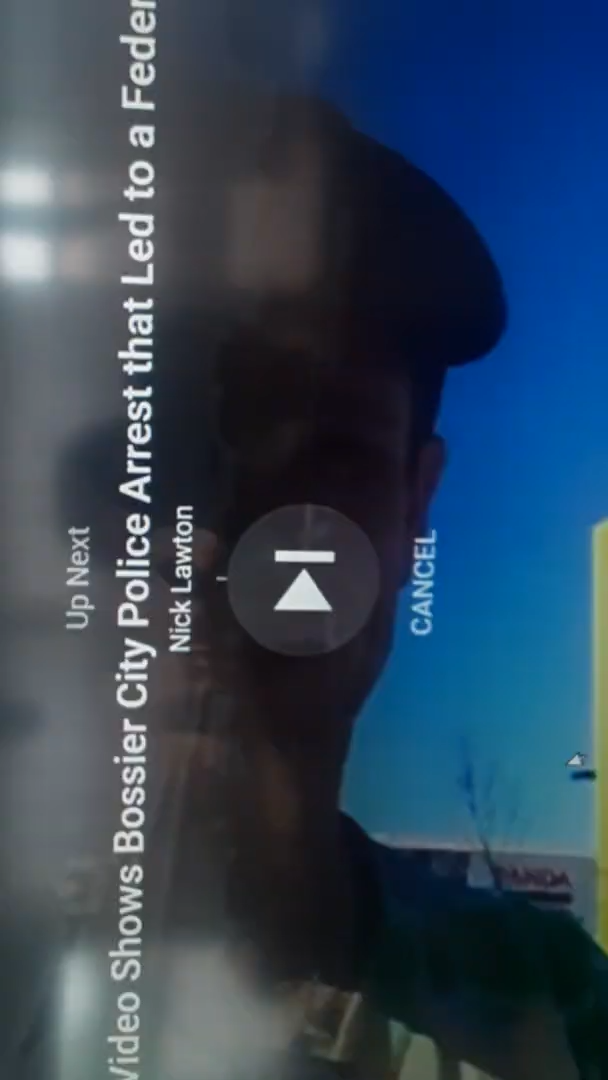 Up Next
Video Shows Bossier City Police Arrest that Led to a Feder
Nick Lawton
CANCEL